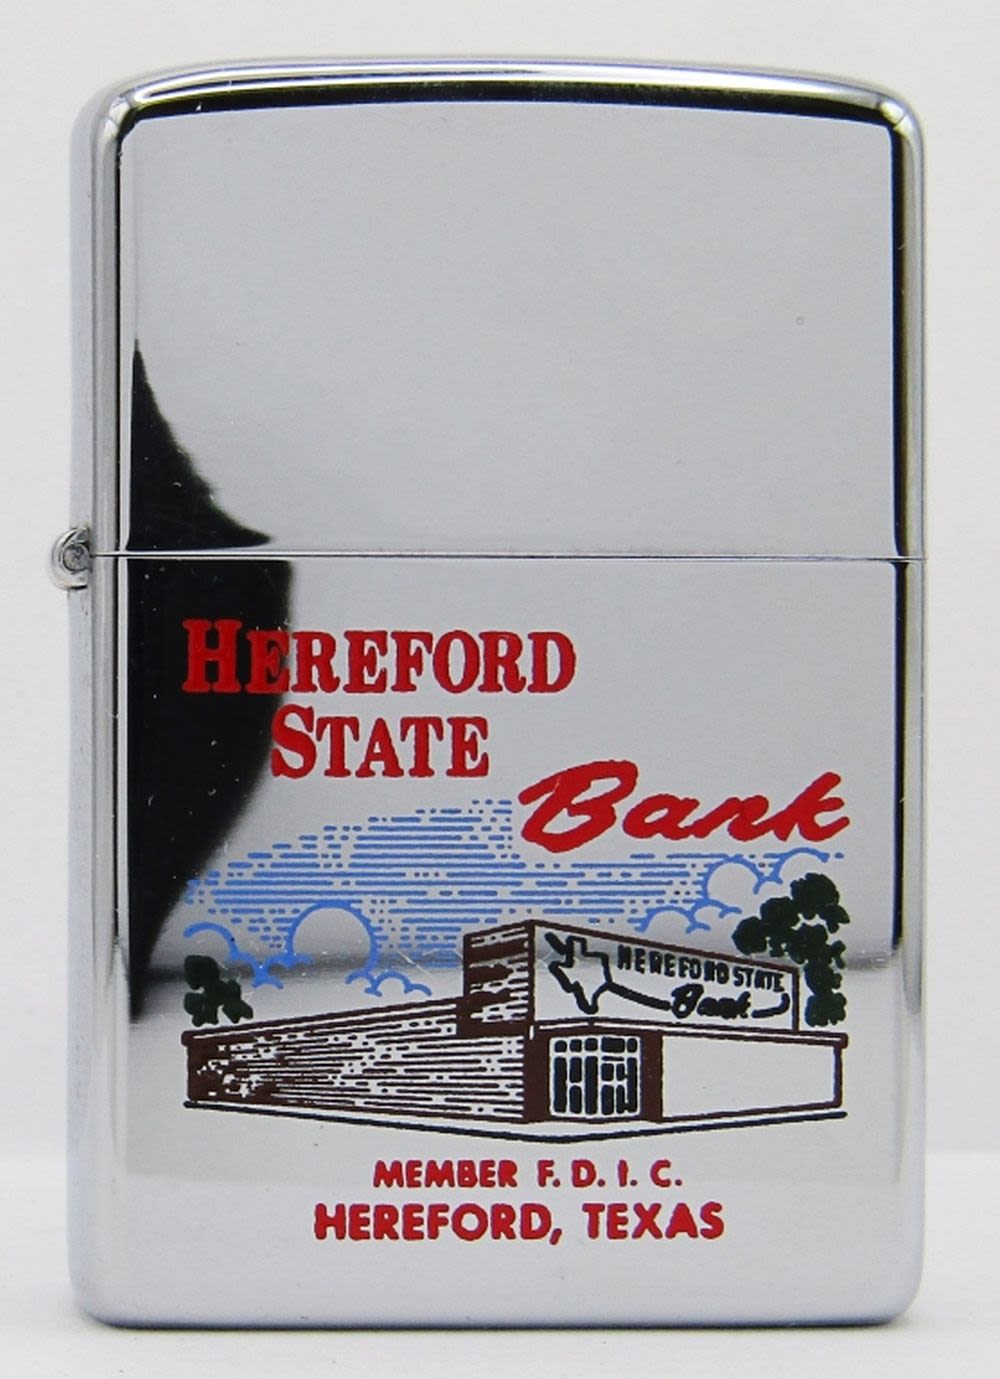 HEREFORD
STATE
Bank
HEREFORD STATE
Bank
MEMBER F. D. I. C.
HEREFORD, TEXAS